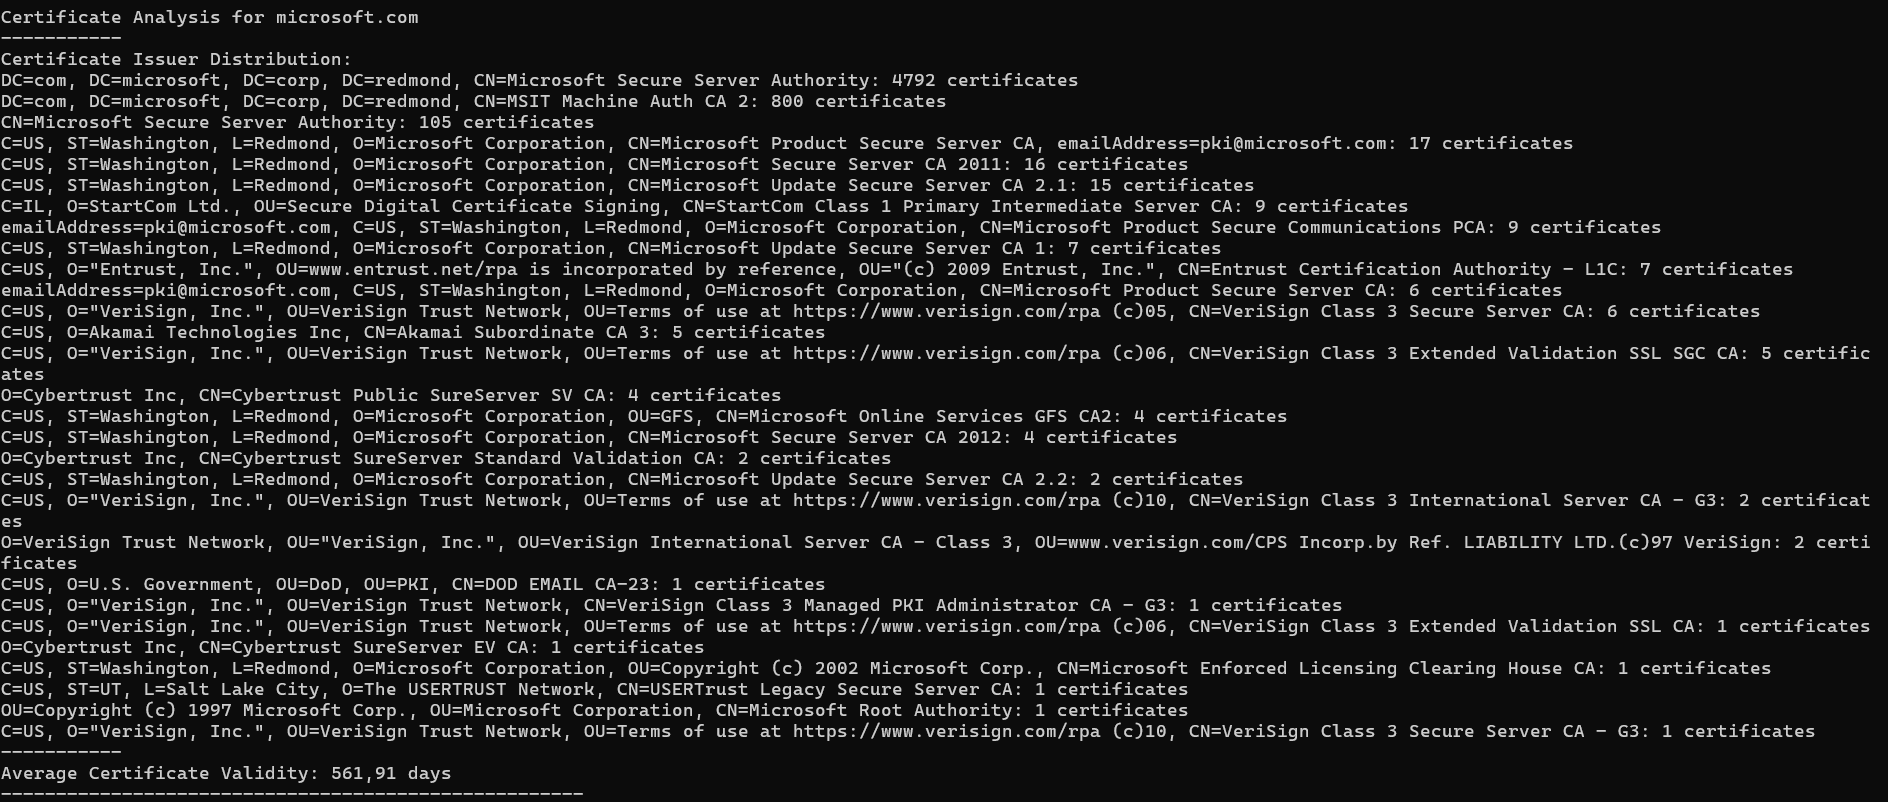 Certificate Analysis for microsoft.com
-----------
Certificate Issuer Distribution:
DC=com, DC=microsoft, DC=corp, DC=redmond, CN=Microsoft Secure Server Authority: 4792 certificates
DC=com, DC=microsoft, DC=corp, DC=redmond, CN=MSIT Machine Auth CA 2: 800 certificates
CN=Microsoft Secure Server Authority: 105 certificates
C=US, ST=Washington, L=Redmond, O=Microsoft Corporation, CN=Microsoft Product Secure Server CA, emailAddress=pki@microsoft.com: 17 certificates
C=US, ST=Washington, L=Redmond, O=Microsoft Corporation, CN=Microsoft Secure Server CA 2011: 16 certificates
C=US, ST=Washington, L=Redmond, O=Microsoft Corporation, CN=Microsoft Update Secure Server CA 2.1: 15 certificates
C=IL, O=StartCom Ltd., OU=Secure Digital Certificate Signing, CN=StartCom Class 1 Primary Intermediate Server CA: 9 certificates
emailAddress=pki@microsoft.com, C=US, ST=Washington, L=Redmond, O=Microsoft Corporation, CN=Microsoft Product Secure Communications PCA: 9 certificates
C=US, ST=Washington, L=Redmond, O=Microsoft Corporation, CN=Microsoft Update Secure Server CA 1: 7 certificates
C=US, O="Entrust, Inc.", OU=www.entrust.net/rpa is incorporated by reference, OU="(c) 2009 Entrust, Inc.", CN=Entrust Certification Authority - L1C: 7 certificates
emailAddress=pki@microsoft.com, C=US, ST=Washington, L=Redmond, O=Microsoft Corporation, CN=Microsoft Product Secure Server CA: 6 certificates
C=US, O="VeriSign, Inc.", OU=VeriSign Trust Network, OU=Terms of use at https://www.verisign.com/rpa (c)05, CN=VeriSign Class 3 Secure Server CA: 6 certificates
C=US, O=Akamai Technologies Inc, CN=Akamai Subordinate CA 3: 5 certificates
C=US, O="VeriSign, Inc.", OU=VeriSign Trust Network, OU=Terms of use at https://www.verisign.com/rpa (c)06, CN=VeriSign Class 3 Extended Validation SSL SGC CA: 5 certific
ates
O=Cybertrust Inc, CN=Cybertrust Public SureServer SV CA: 4 certificates
C=US, ST=Washington, L=Redmond, O=Microsoft Corporation, OU=GFS, CN=Microsoft Online Services GFS CA2: 4 certificates
C=US, ST=Washington, L=Redmond, O=Microsoft Corporation, CN=Microsoft Secure Server CA 2012: 4 certificates
O=Cybertrust Inc, CN=Cybertrust SureServer Standard Validation CA: 2 certificates
C=US, ST=Washington, L=Redmond, O=Microsoft Corporation, CN=Microsoft Update Secure Server CA 2.2: 2 certificates
C=US, O="VeriSign, Inc.", OU=VeriSign Trust Network, OU=Terms of use at https://www.verisign.com/rpa (c)10, CN=VeriSign Class 3 International Server CA - G3: 2 certificat
es
O=VeriSign Trust Network, OU="VeriSign, Inc.", OU=VeriSign International Server CA - Class 3, OU=www.verisign.com/CPS Incorp.by Ref. LIABILITY LTD.(c)97 VeriSign: 2 certi
ficates
C=US, O=U.S. Government, OU=DoD, OU=PKI, CN=DOD EMAIL CA-23: 1 certificates
C=US, O="VeriSign, Inc.", OU=VeriSign Trust Network, CN=VeriSign Class 3 Managed PKI Administrator CA - G3: 1 certificates
C=US, O="VeriSign, Inc.", OU=VeriSign Trust Network, OU=Terms of use at https://www.verisign.com/rpa (c)06, CN=VeriSign Class 3 Extended Validation SSL CA: 1 certificates
O=Cybertrust Inc, CN=Cybertrust SureServer EV CA: 1 certificates
C=US, ST=Washington, L=Redmond, O=Microsoft Corporation, OU=Copyright (c) 2002 Microsoft Corp., CN=Microsoft Enforced Licensing Clearing House CA: 1 certificates
C=US, ST=UT, L=Salt Lake City, O=The USERTRUST Network, CN=USERTrust Legacy Secure Server CA: 1 certificates
OU=Copyright (c) 1997 Microsoft Corp., OU=Microsoft Corporation, CN=Microsoft Root Authority: 1 certificates
C=US, O="VeriSign, Inc.", OU=VeriSign Trust Network, OU=Terms of use at https://www.verisign.com/rpa (c)10, CN=VeriSign Class 3 Secure Server CA - G3: 1 certificates
-----------
Average Certificate Validity: 561,91 days
-----------------------------------------------------